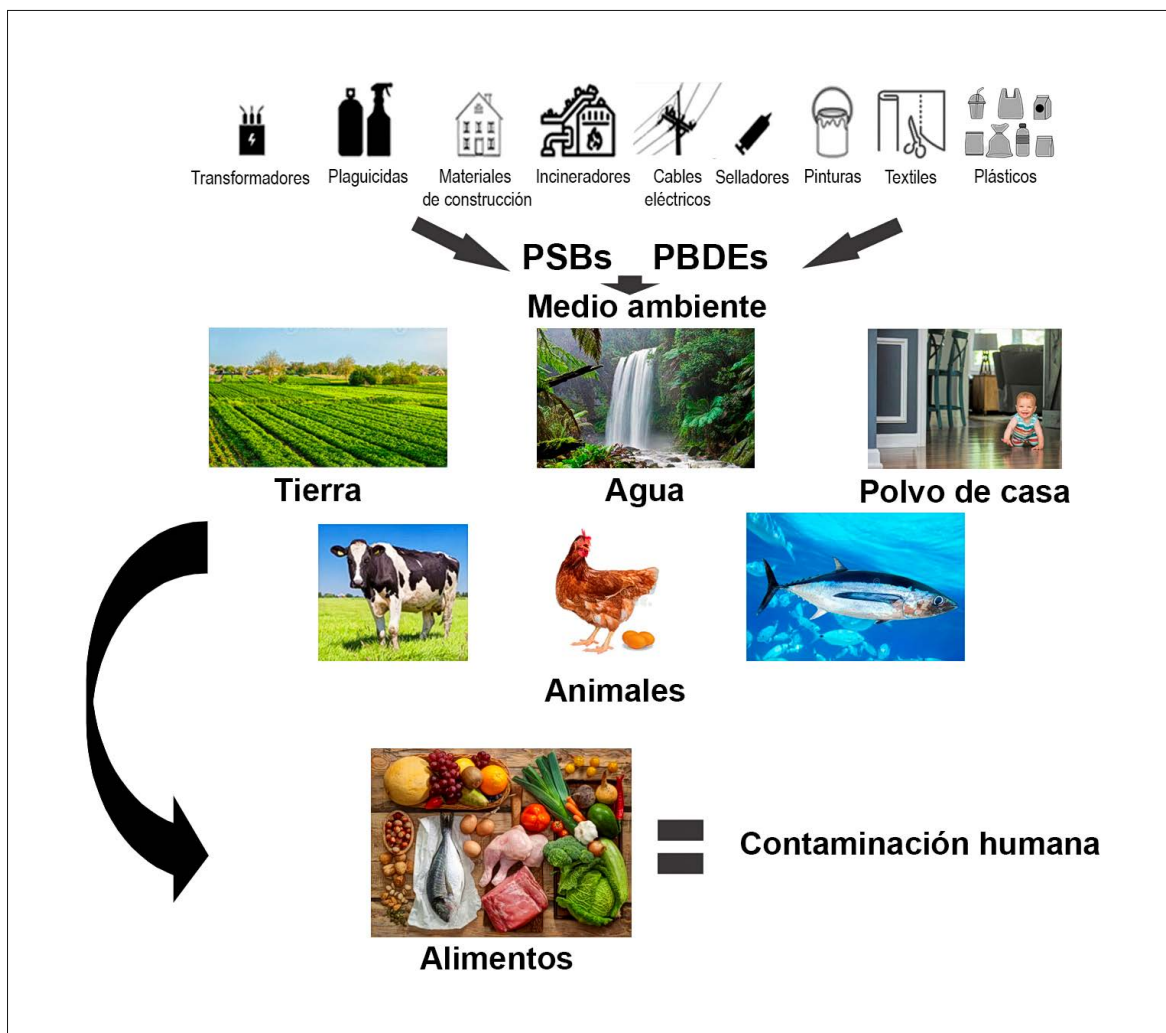 Transformadores
Plaguicidas
Materiales
de construcción
Incineradores
Cables
eléctricos
Selladores
Pinturas
Textiles
Plásticos
PSBs PBDEs
Medio ambiente
Tierra
Agua
Polvo de casa
Animales
Contaminación humana
Alimentos